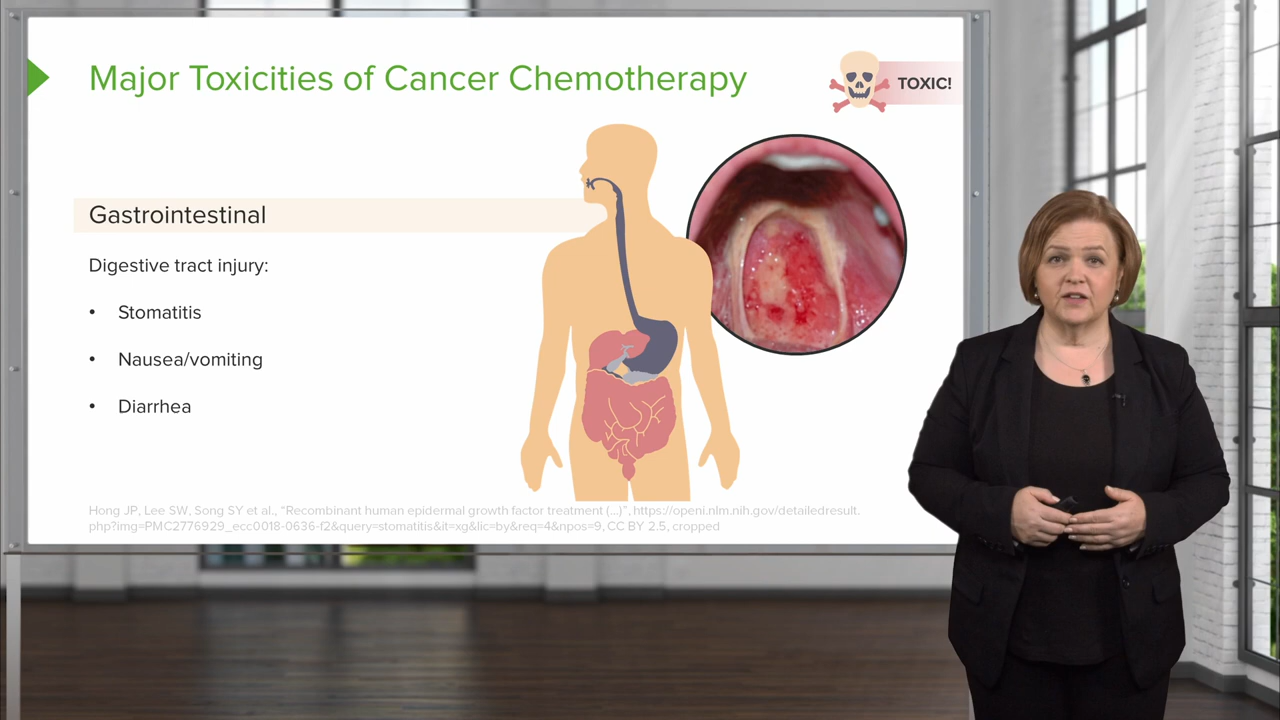 Major Toxicities of Cancer Chemotherapy
TOXIC!
Gastrointestinal
Digestive tract injury:
• Stomatitis
• Nausea/vomiting
• Diarrhea
Hong JP, Lee SW, Song SY et al., “Recombinant human epidermal growth factor treatment (...)”, https://openi.nlm.nih.gov/detailedresult.
php?img=PMC2776929_ecc0018-0636-f2&query=stomatitis&it=xg&lic=by&req=4&npos=9, CC BY 2.5, cropped